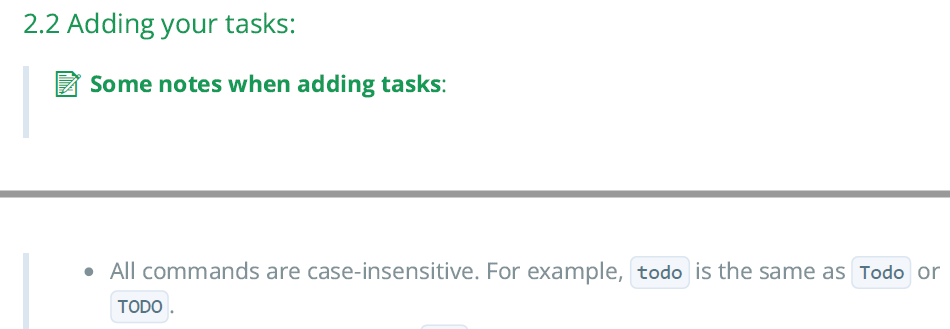 2.2 Adding your tasks:
📝 Some notes when adding tasks:
• All commands are case-insensitive. For example, todo is the same as Todo or
TODO.